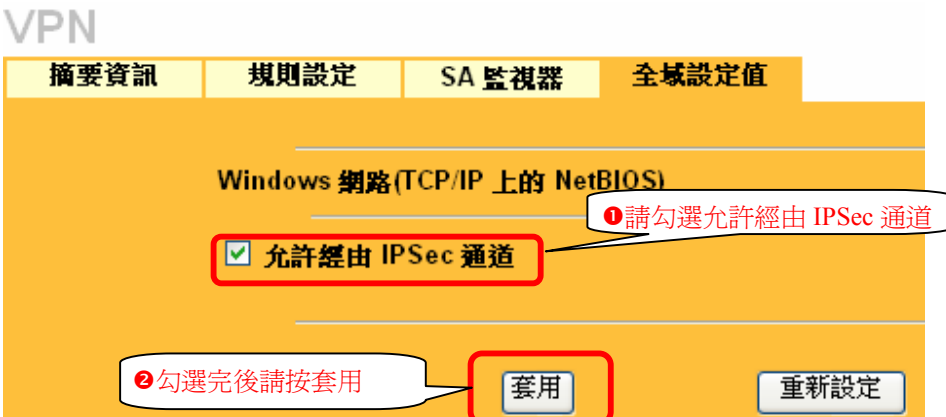 VPN
摘要資訊 規則設定 SA 監視器 全域設定值
Windows 網路(TCP/IP 上的 NetBIOS)
❶請勾選允許經由 IPSec 通道
允許經由 IPSec 通道
❷勾選完後請按套用
套用 重新設定